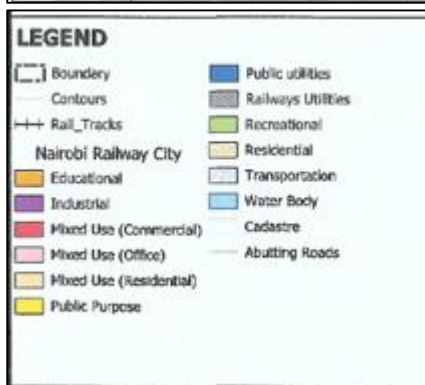 LEGEND
Boundery
Contours
Rail_Tracks
Nairobi Railway City
Educational
Industrial
Mixed Use (Commercial)
Mixed Use (Office)
Mixed Use (Residential)
Public Purpose
Public utilities
Railways Utilities
Recreational
Residential
Transportation
Water Body
Cadastre
Abutting Roads